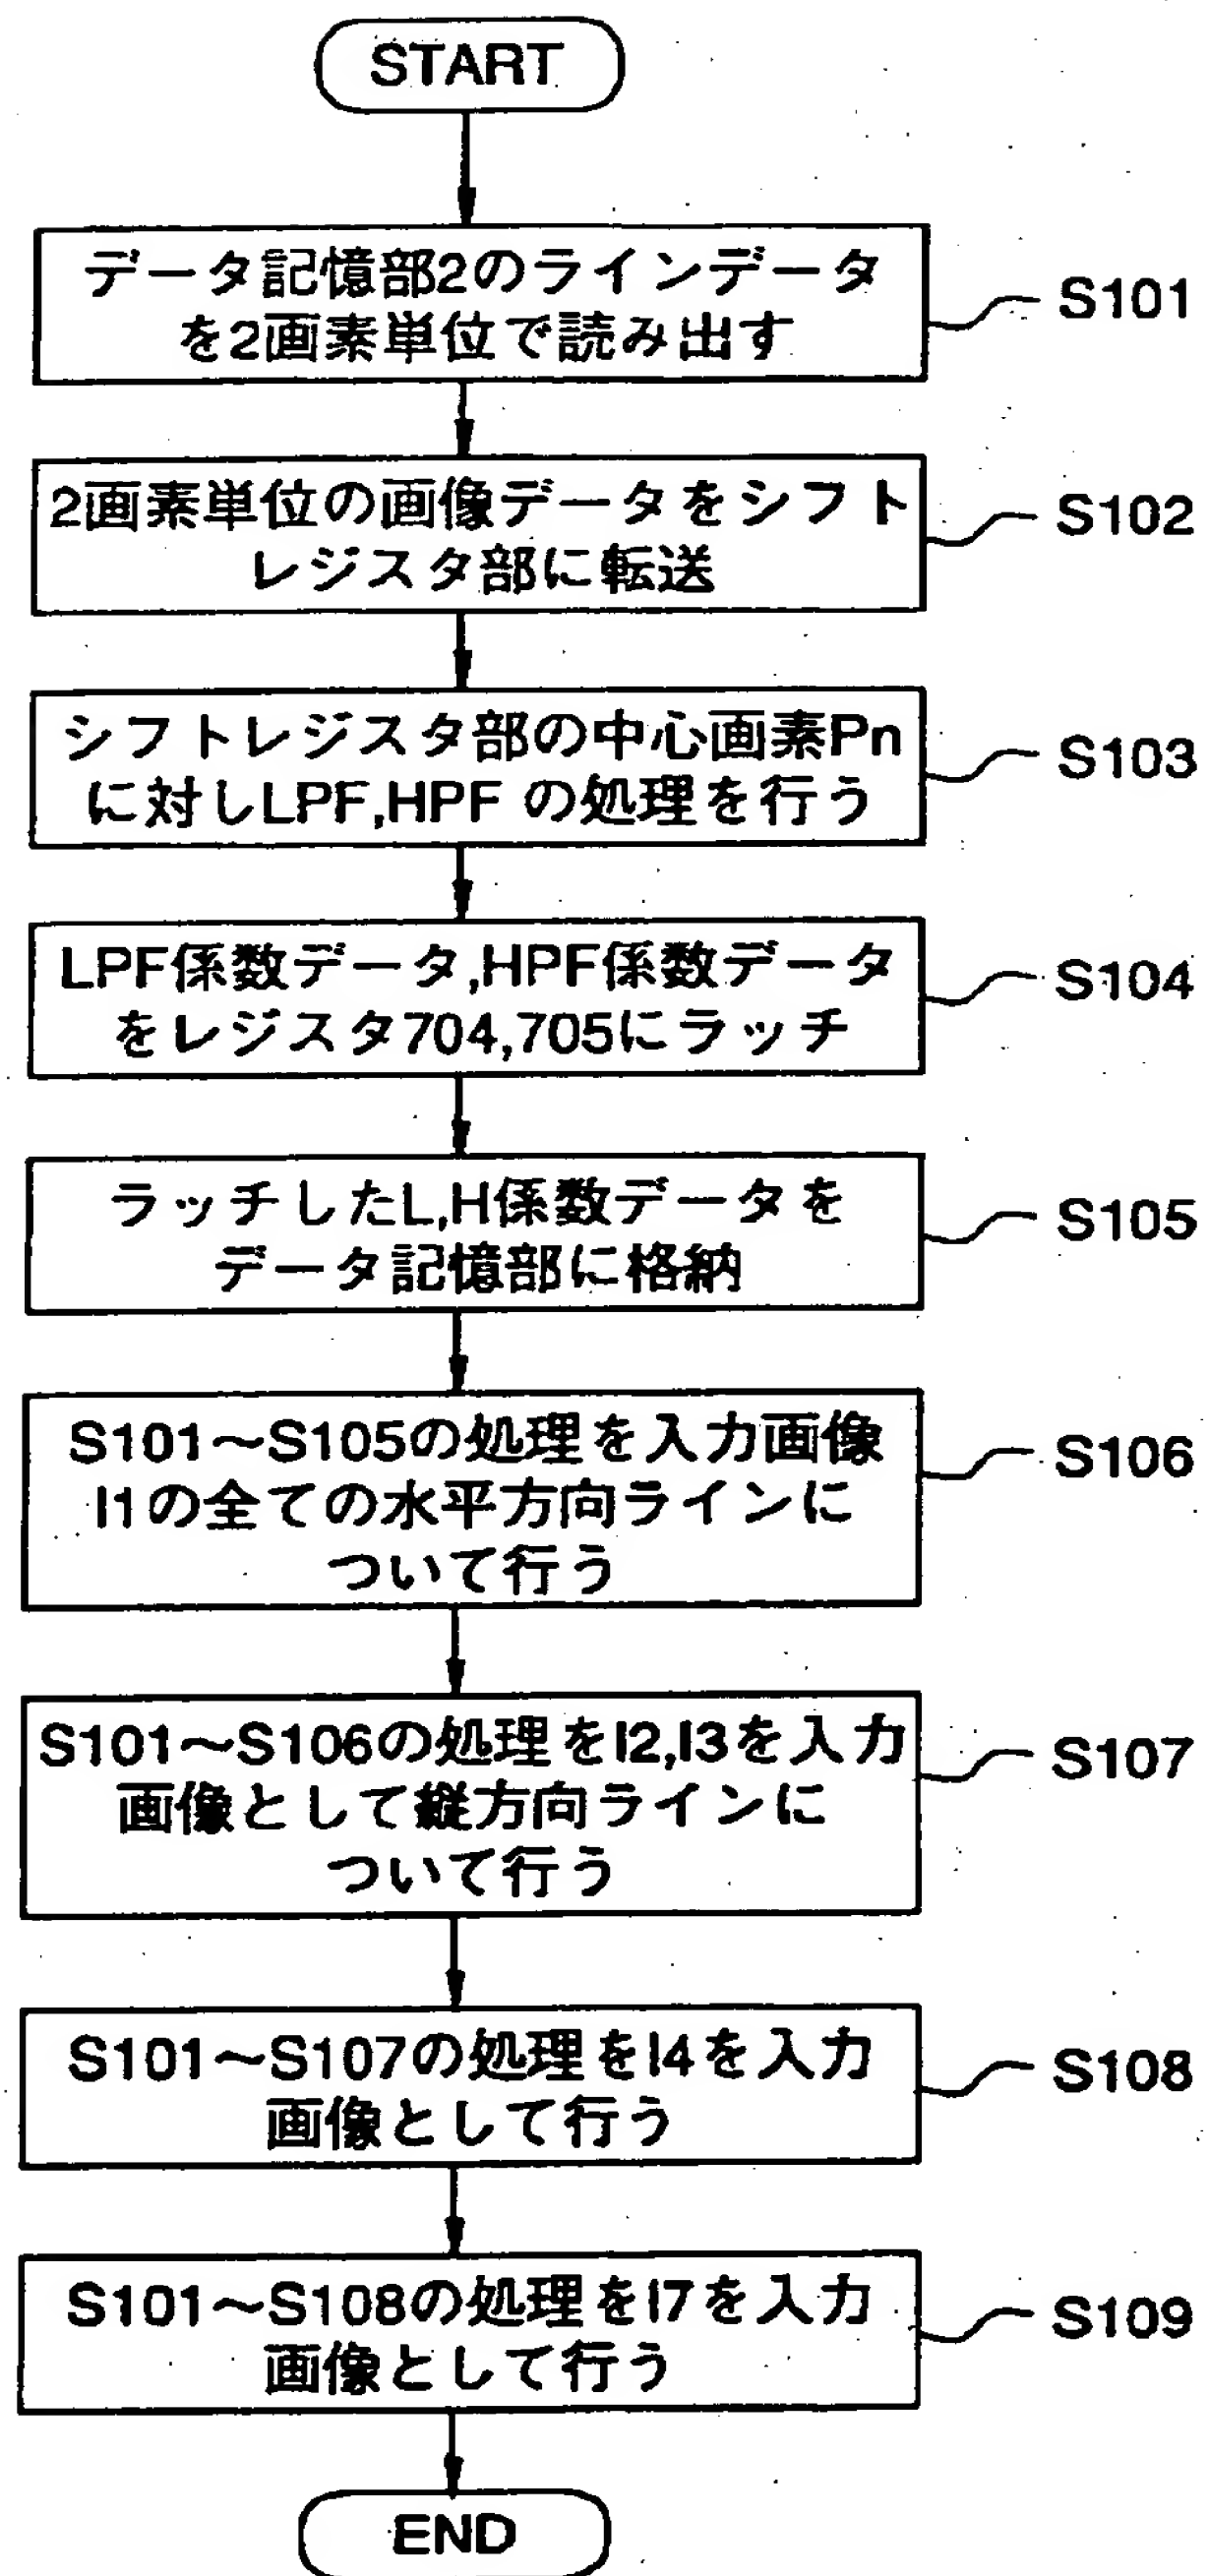 START
データ記憶部2のラインデータ
を2画素単位で読み出す
S101
2画素単位の画像データをシフト
レジスタ部に転送
S102
シフトレジスタ部の中心画素Pn
に対しLPF,HPF の処理を行う
S103
LPF係数データ,HPF係数データ
をレジスタ704,705にラッチ
S104
ラッチしたL,H係数データを
データ記憶部に格納
S105
S101～S105の処理を入力画像
I1の全ての水平方向ラインに
ついて行う
S106
S101～S106の処理をI2,I3を入力
画像として縦方向ラインに
ついて行う
S107
S101～S107の処理をI4を入力
画像として行う
S108
S101～S108の処理をI7を入力
画像として行う
S109
END